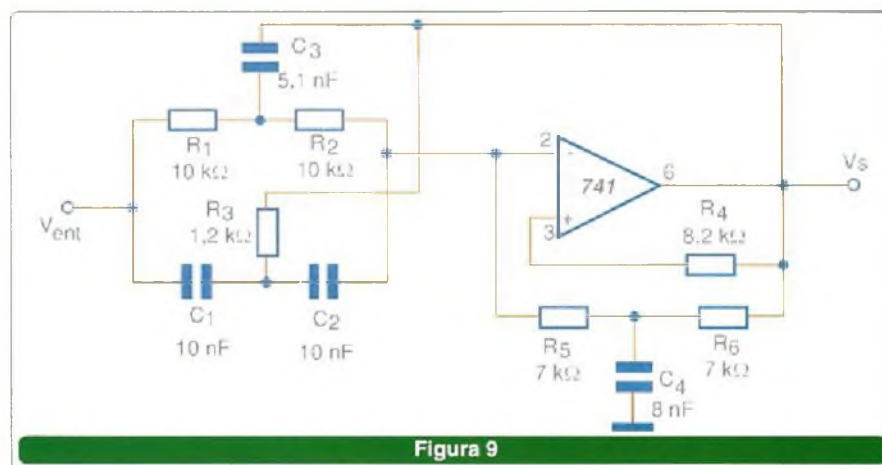 C3
5,1 nF
R1
10 kΩ
R2
10 kΩ
R3
1,2 kΩ
Vent
C1
10 nF
C2
10 nF
2
-
741
6
+
3
Vs
R4
8,2 kΩ
R5
7 kΩ
R6
7 kΩ
C4
8 nF
Figura 9